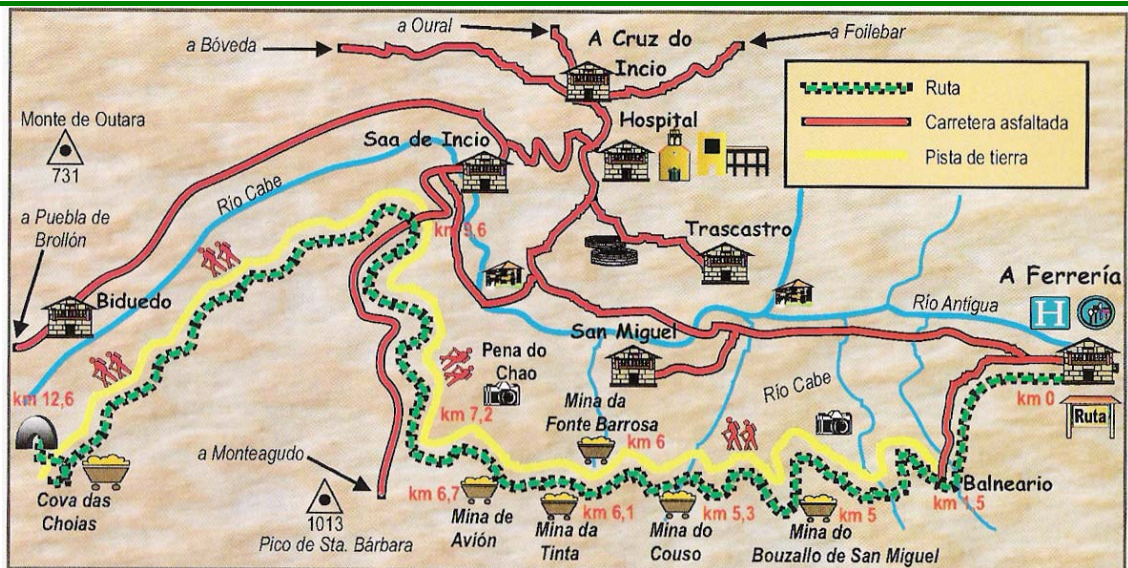 a Oural
A Cruz do
Incio
a Foilebar
a Bóveda
Ruta
Carretera asfaltada
Pista de tierra
Monte de Outara
731
Saa de Incio
Hospital
Río Cabe
km 9,6
Trascastro
a Puebla de
Brollón
Biduedo
A Ferrería
H
Río Antígua
San Miguel
Pena do
Chao
km 7,2
Río Cabe
km 0
Ruta
km 12,6
Mina da
Fonte Barrosa
km 6
a Monteagudo
1013
Pico de Sta. Bárbara
Cova das
Choias
km 6,7
Mina de
Avión
km 6,1
Mina da
Tinta
km 5,3
Mina do
Couso
km 5
Mina do
Bouzallo de San Miguel
Balneario
km 1,5